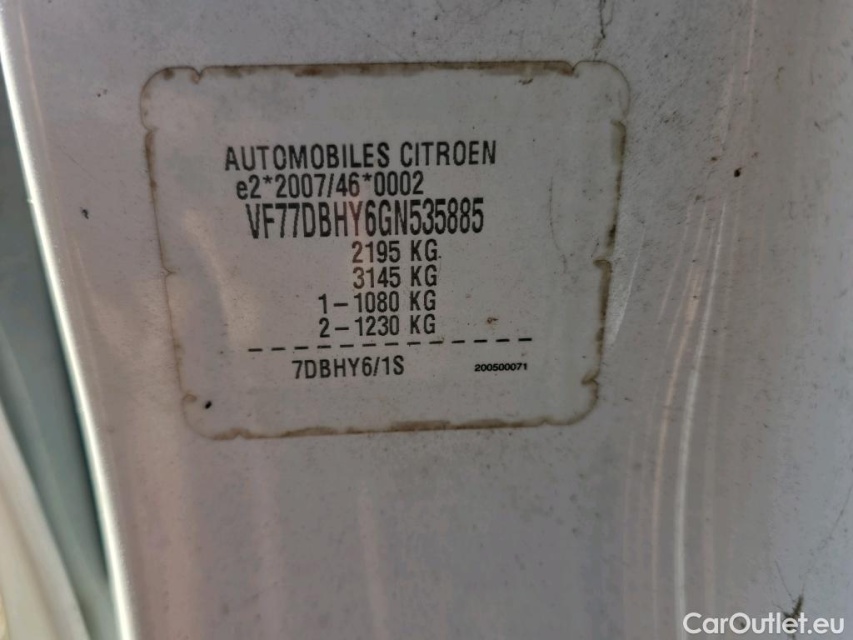 AUTOMOBILES CITROEN
e2*2007/46*0002
VF77DBHY6GN535885
2195 KG
3145 KG
1-1080 KG
2-1230 KG
7DBHY6/1S 200500071
CarOutlet.eu